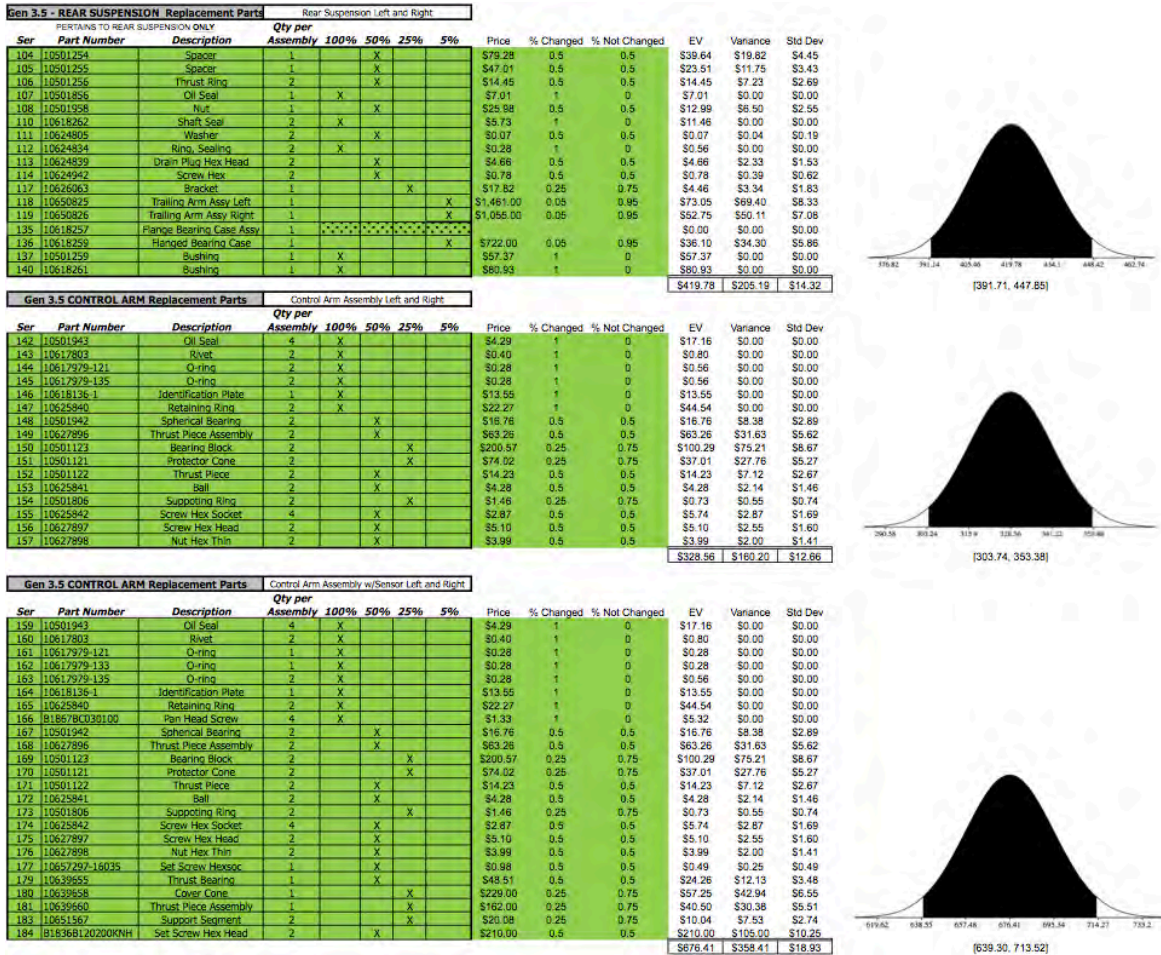 Gen 3.5 - REAR SUSPENSION Replacement Parts Rear Suspension Left and Right
PERTAINS TO REAR SUSPENSION ONLY Qty per
Ser Part Number Description Assembly 100% 50% 25% 5% Price % Changed % Not Changed EV Variance Std Dev
104 10501254 Spacer 1 X $79.28 0.5 0.5 $39.64 $19.82 $4.45
105 10501255 Spacer 1 X $47.01 0.5 0.5 $23.51 $11.75 $3.43
106 10501256 Thrust Ring 2 X $14.45 0.5 0.5 $14.45 $7.23 $2.69
107 10501856 Oil Seal 1 X $7.01 1 0 $7.01 $0.00 $0.00
108 10501958 Nut 1 X $25.98 0.5 0.5 $12.99 $6.50 $2.55
110 10618262 Shaft Seal 2 X $5.73 1 0 $11.46 $0.00 $0.00
111 10624805 Washer 2 X $0.07 0.5 0.5 $0.07 $0.04 $0.19
112 10624834 Ring, Sealing 2 X $0.28 1 0 $0.56 $0.00 $0.00
113 10624839 Drain Plug Hex Head 2 X $4.66 0.5 0.5 $4.66 $2.33 $1.53
114 10624942 Screw Hex 2 X $0.78 0.5 0.5 $0.78 $0.39 $0.62
117 10626063 Bracket 1 X $17.82 0.25 0.75 $4.46 $3.34 $1.83
118 10650825 Trailing Arm Assy Left 1 X $1,461.00 0.05 0.95 $73.05 $69.40 $8.33
119 10650826 Trailing Arm Assy Right 1 X $1,055.00 0.05 0.95 $52.75 $50.11 $7.08
135 10618257 Flange Bearing Case Assy 1 $0.00 $0.00 $0.00
136 10618259 Flanged Bearing Case 1 X $722.00 0.05 0.95 $36.10 $34.30 $5.86
137 10501259 Bushing 1 X $57.37 1 0 $57.37 $0.00 $0.00
140 10618261 Bushing 1 X $80.93 1 0 $80.93 $0.00 $0.00
$419.78 $205.19 $14.32
376.82 391.14 405.46 419.78 434.1 448.42 462.74
[391.71, 447.85]
Gen 3.5 CONTROL ARM Replacement Parts Control Arm Assembly Left and Right
Qty per
Ser Part Number Description Assembly 100% 50% 25% 5% Price % Changed % Not Changed EV Variance Std Dev
142 10501943 Oil Seal 4 X $4.29 1 0 $17.16 $0.00 $0.00
143 10617803 Rivet 2 X $0.40 1 0 $0.80 $0.00 $0.00
144 10617979-121 O-ring 2 X $0.28 1 0 $0.56 $0.00 $0.00
145 10617979-135 O-ring 2 X $0.28 1 0 $0.56 $0.00 $0.00
146 10618136-1 Identification Plate 1 X $13.55 1 0 $13.55 $0.00 $0.00
147 10625840 Retaining Ring 2 X $22.27 1 0 $44.54 $0.00 $0.00
148 10501942 Spherical Bearing 2 X $16.76 0.5 0.5 $16.76 $8.38 $2.89
149 10627896 Thrust Piece Assembly 2 X $63.26 0.5 0.5 $63.26 $31.63 $5.62
150 10501123 Bearing Block 2 X $200.57 0.25 0.75 $100.29 $75.21 $8.67
151 10501121 Protector Cone 2 X $74.02 0.25 0.75 $37.01 $27.76 $5.27
152 10501122 Thrust Piece 2 X $14.23 0.5 0.5 $14.23 $7.12 $2.67
153 10625841 Ball 2 X $4.28 0.5 0.5 $4.28 $2.14 $1.46
154 10501806 Suppoting Ring 2 X $1.46 0.25 0.75 $0.73 $0.55 $0.74
155 10625842 Screw Hex Socket 4 X $2.87 0.5 0.5 $5.74 $2.87 $1.69
156 10627897 Screw Hex Head 2 X $5.10 0.5 0.5 $5.10 $2.55 $1.60
157 10627898 Nut Hex Thin 2 X $3.99 0.5 0.5 $3.99 $2.00 $1.41
$328.56 $160.20 $12.66
290.58 303.24 315.9 328.56 341.22 353.88
[303.74, 353.38]
Gen 3.5 CONTROL ARM Replacement Parts Control Arm Assembly w/Sensor Left and Right
Qty per
Ser Part Number Description Assembly 100% 50% 25% 5% Price % Changed % Not Changed EV Variance Std Dev
159 10501943 Oil Seal 4 X $4.29 1 0 $17.16 $0.00 $0.00
160 10617803 Rivet 2 X $0.40 1 0 $0.80 $0.00 $0.00
161 10617979-121 O-ring 1 X $0.28 1 0 $0.28 $0.00 $0.00
162 10617979-133 O-ring 1 X $0.28 1 0 $0.28 $0.00 $0.00
163 10617979-135 O-ring 2 X $0.28 1 0 $0.56 $0.00 $0.00
164 10618136-1 Identification Plate 1 X $13.55 1 0 $13.55 $0.00 $0.00
165 10625840 Retaining Ring 2 X $22.27 1 0 $44.54 $0.00 $0.00
166 B1867BC030100 Pan Head Screw 4 X $1.33 1 0 $5.32 $0.00 $0.00
167 10501942 Spherical Bearing 2 X $16.76 0.5 0.5 $16.76 $8.38 $2.89
168 10627896 Thrust Piece Assembly 2 X $63.26 0.5 0.5 $63.26 $31.63 $5.62
169 10501123 Bearing Block 2 X $200.57 0.25 0.75 $100.29 $75.21 $8.67
170 10501121 Protector Cone 2 X $74.02 0.25 0.75 $37.01 $27.76 $5.27
171 10501122 Thrust Piece 2 X $14.23 0.5 0.5 $14.23 $7.12 $2.67
172 10625841 Ball 2 X $4.28 0.5 0.5 $4.28 $2.14 $1.46
173 10501806 Suppoting Ring 2 X $1.46 0.25 0.75 $0.73 $0.55 $0.74
174 10625842 Screw Hex Socket 4 X $2.87 0.5 0.5 $5.74 $2.87 $1.69
175 10627897 Screw Hex Head 2 X $5.10 0.5 0.5 $5.10 $2.55 $1.60
176 10627898 Nut Hex Thin 2 X $3.99 0.5 0.5 $3.99 $2.00 $1.41
177 10657297-16035 Set Screw Hexsoc 1 X $0.98 0.5 0.5 $0.49 $0.25 $0.49
179 10639655 Thrust Bearing 1 X $48.51 0.5 0.5 $24.26 $12.13 $3.48
180 10639658 Cover Cone 1 X $229.00 0.25 0.75 $57.25 $42.94 $6.55
181 10639660 Thrust Piece Assembly 1 X $162.00 0.25 0.75 $40.50 $30.38 $5.51
183 10651567 Support Segment 2 X $20.08 0.25 0.75 $10.04 $7.53 $2.74
184 B1836B120200KNH Set Screw Hex Head 2 X $210.00 0.5 0.5 $210.00 $105.00 $10.25
$676.41 $358.41 $18.93
619.62 638.55 657.48 676.41 695.34 714.27 733.2
[639.30, 713.52]